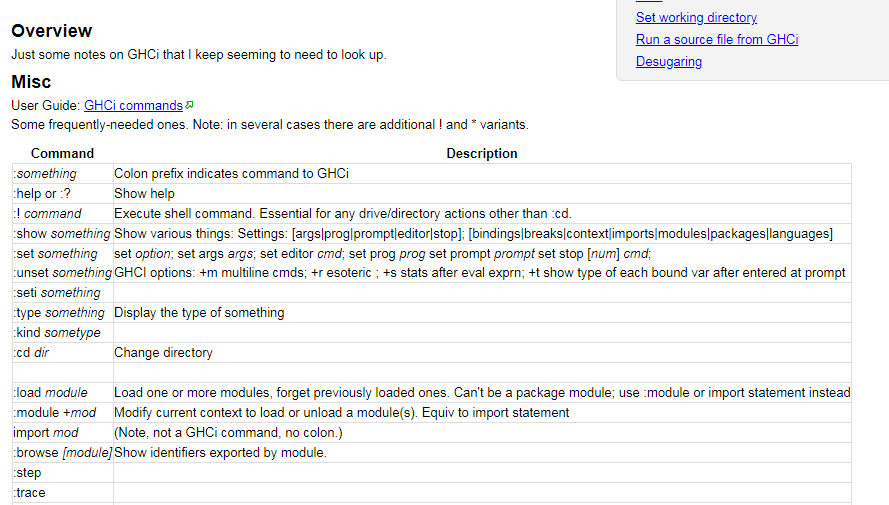 Set working directory
Run a source file from GHCi
Desugaring
Overview
Just some notes on GHCi that I keep seeming to need to look up.
Misc
User Guide: GHCi commands
Some frequently-needed ones. Note: in several cases there are additional ! and * variants.
Command Description
:something Colon prefix indicates command to GHCi
:help or :? Show help
:! command Execute shell command. Essential for any drive/directory actions other than :cd.
:show something Show various things: Settings: [args|prog|prompt|editor|stop]; [bindings|breaks|context|imports|modules|packages|languages]
:set something set option; set args args; set editor cmd; set prog prog set prompt prompt set stop [num] cmd;
:unset something GHCI options: +m multiline cmds; +r esoteric ; +s stats after eval exprn; +t show type of each bound var after entered at prompt
:seti something
:type something Display the type of something
:kind sometype
:cd dir Change directory
:load module Load one or more modules, forget previously loaded ones. Can't be a package module; use :module or import statement instead
:module +mod Modify current context to load or unload a module(s). Equiv to import statement
import mod (Note, not a GHCi command, no colon.)
:browse [module] Show identifiers exported by module.
:step
:trace